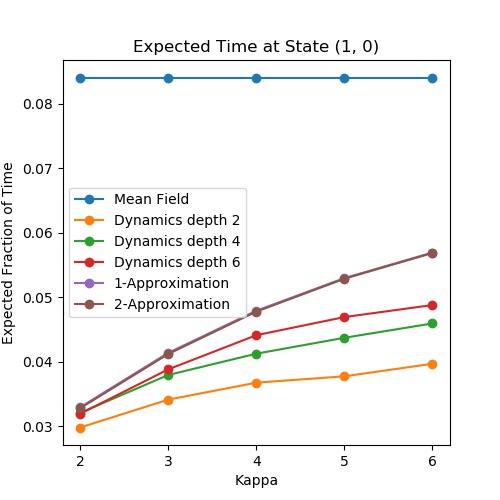 Expected Time at State (1, 0)
Expected Fraction of Time
0.08
0.07
0.06
0.05
0.04
0.03
Mean Field
Dynamics depth 2
Dynamics depth 4
Dynamics depth 6
1-Approximation
2-Approximation
2 3 4 5 6
Kappa